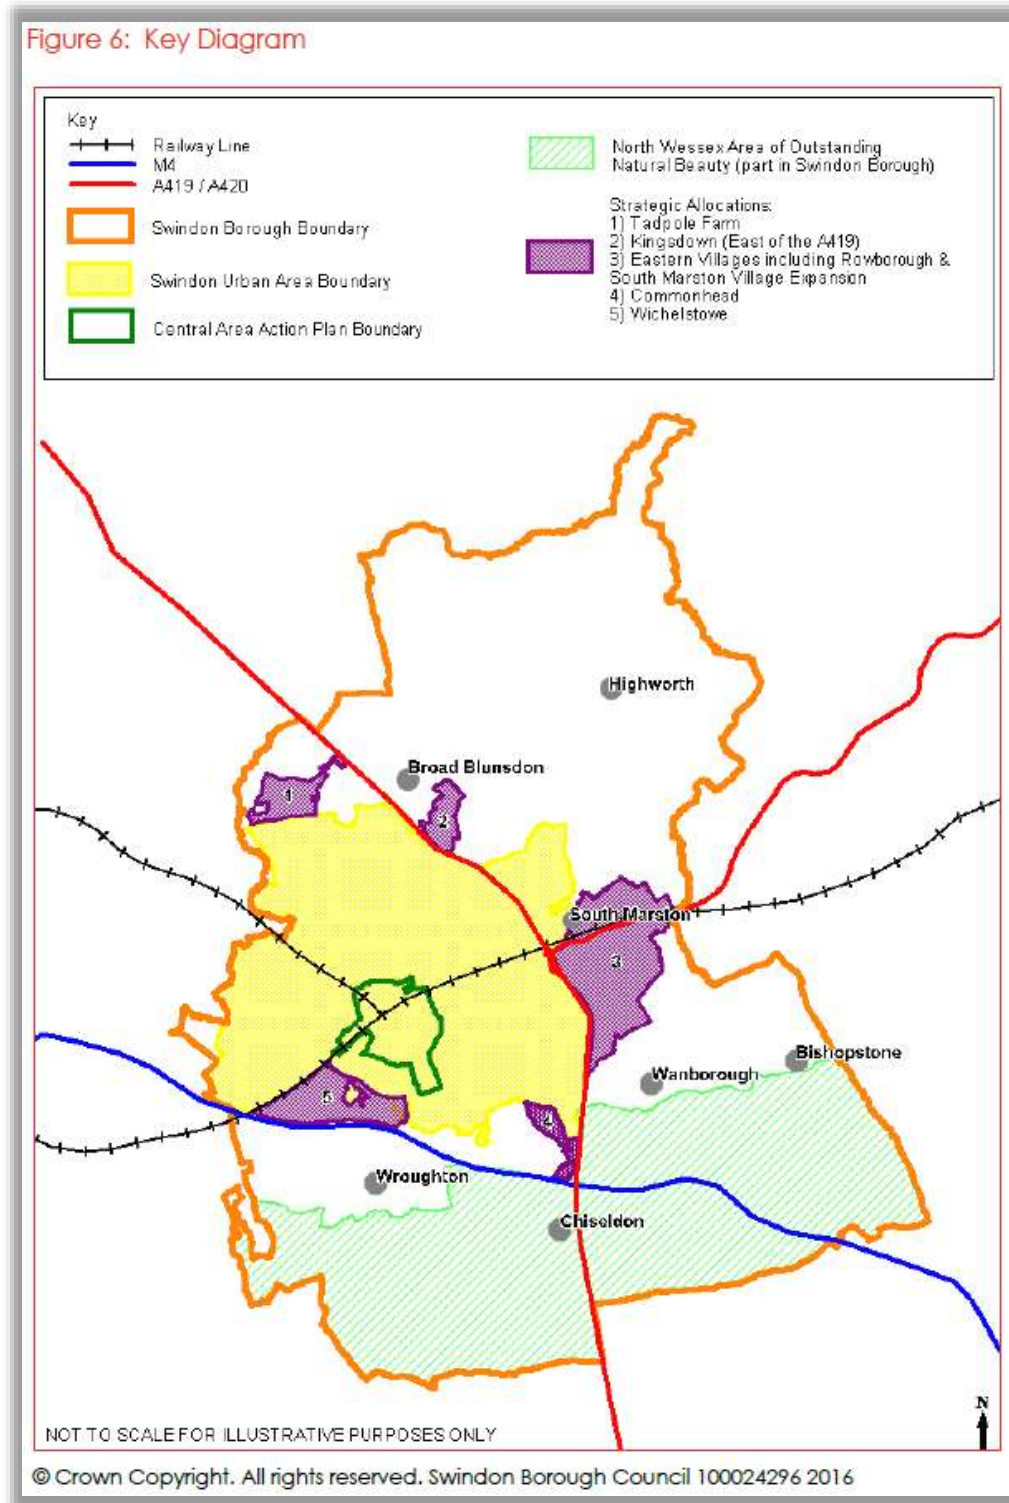 Figure 6: Key Diagram
Key
Railway Line
M4
A419 / A420
Swindon Borough Boundary
Swindon Urban Area Boundary
Central Area Action Plan Boundary
North Wessex Area of Outstanding
Natural Beauty (part in Swindon Borough)
Strategic Allocations:
1) Tadpole Farm
2) Kingsdown (East of the A419)
3) Eastern Villages including Rowborough &
South Marston Village Expansion
4) Commonhead
5) Wichelstowe
Highworth
Broad Blunsdon
1
2
South Marston
3
Bishopstone
Wanborough
5
4
Wroughton
Chiseldon
N
NOT TO SCALE FOR ILLUSTRATIVE PURPOSES ONLY
© Crown Copyright. All rights reserved. Swindon Borough Council 100024296 2016